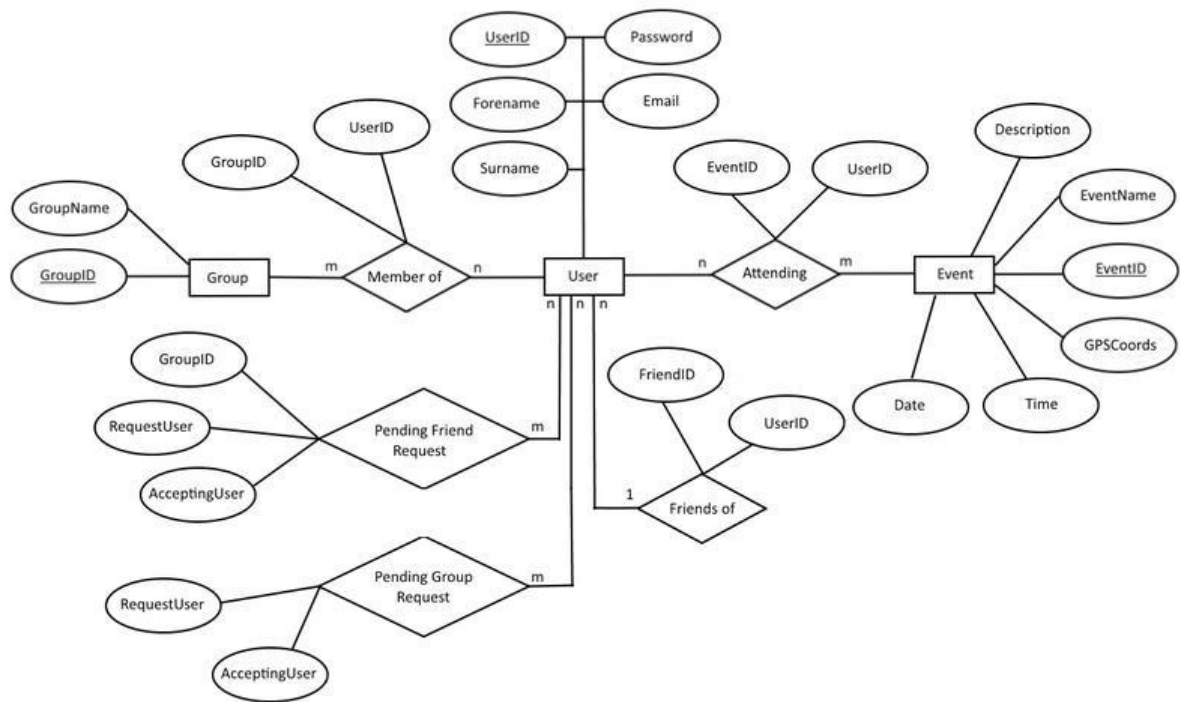 UserID
Password
Forename
Email
Surname
UserID
GroupID
GroupName
GroupID
Group
m
Member of
n
User
n
n
n
n
Attending
m
EventID
UserID
Event
Description
EventName
EventID
GPSCoords
Time
Date
GroupID
RequestUser
AcceptingUser
Pending Friend
Request
m
FriendID
UserID
1
Friends of
RequestUser
AcceptingUser
Pending Group
Request
m